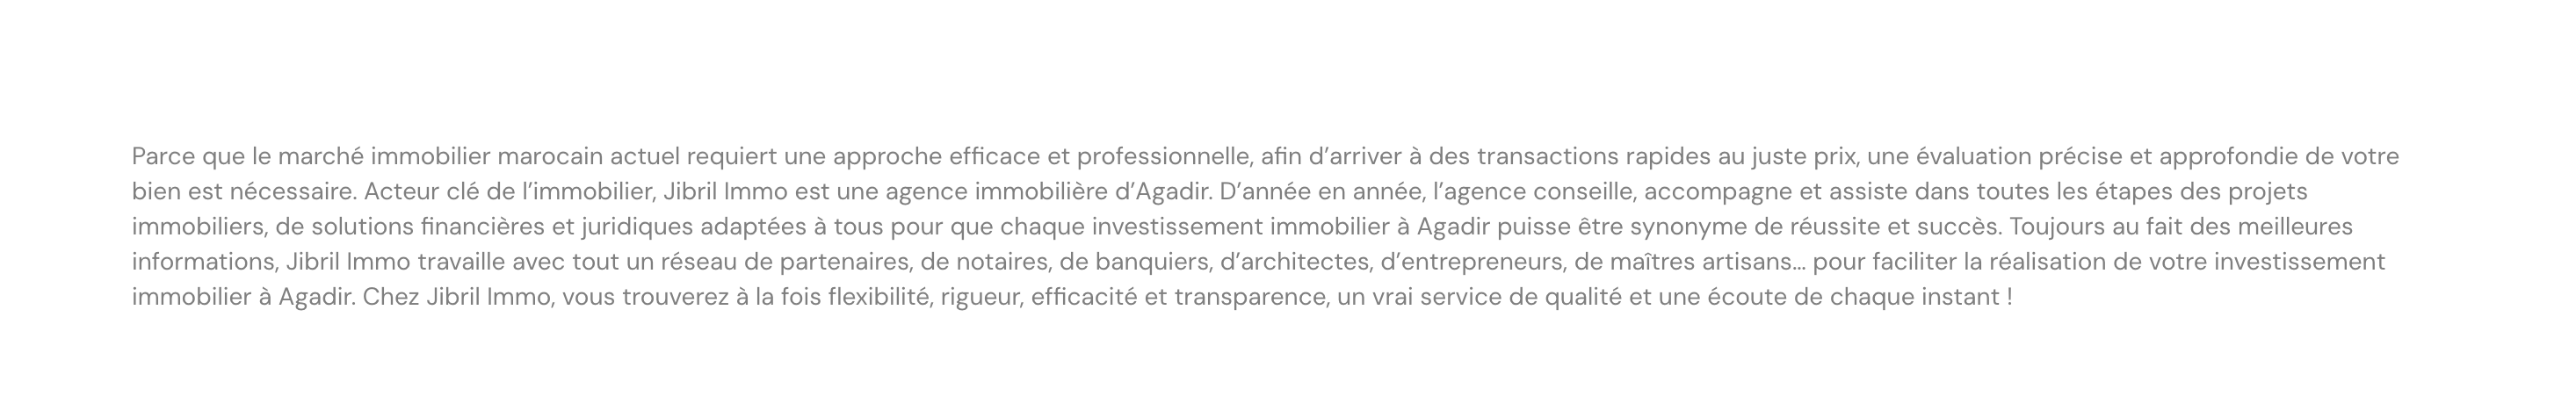 Parce que le marché immobilier marocain actuel requiert une approche efficace et professionnelle, afin d’arriver à des transactions rapides au juste prix, une évaluation précise et approfondie de votre
bien est nécessaire. Acteur clé de l’immobilier, Jibril Immo est une agence immobilière d’Agadir. D’année en année, l’agence conseille, accompagne et assiste dans toutes les étapes des projets
immobiliers, de solutions financières et juridiques adaptées à tous pour que chaque investissement immobilier à Agadir puisse être synonyme de réussite et succès. Toujours au fait des meilleures
informations, Jibril Immo travaille avec tout un réseau de partenaires, de notaires, de banquiers, d’architectes, d’entrepreneurs, de maîtres artisans… pour faciliter la réalisation de votre investissement
immobilier à Agadir. Chez Jibril Immo, vous trouverez à la fois flexibilité, rigueur, efficacité et transparence, un vrai service de qualité et une écoute de chaque instant !